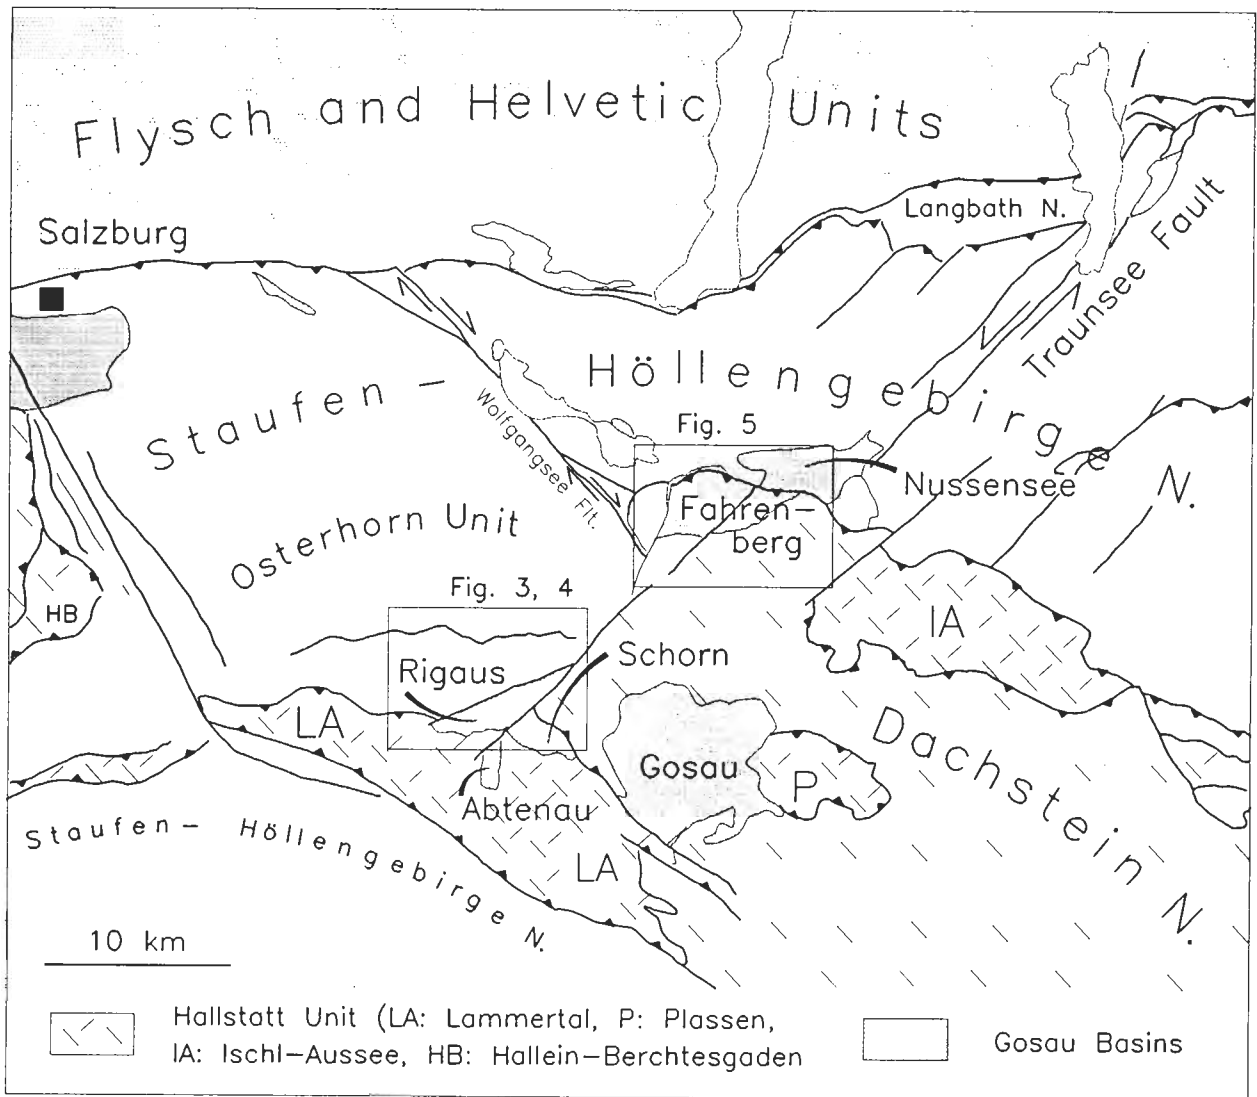 Flysch and Helvetic Units
Salzburg
Langbath N.
Traunsee Fault
Staufen-
Höllengebirge N.
Wolfgangsee Flt.
Fig. 5
Nussensee
Fahren-
berg
Osterhorn Unit
Fig. 3, 4
HB
IA
Rigaus
Schorn
LA
Dachstein N.
Gosau
P
Abtenau
LA
Staufen- Höllengebirge N.
10 km
Hallstatt Unit (LA: Lammertal, P: Plassen,
IA: Ischl-Aussee, HB: Hallein-Berchtesgaden
Gosau Basins